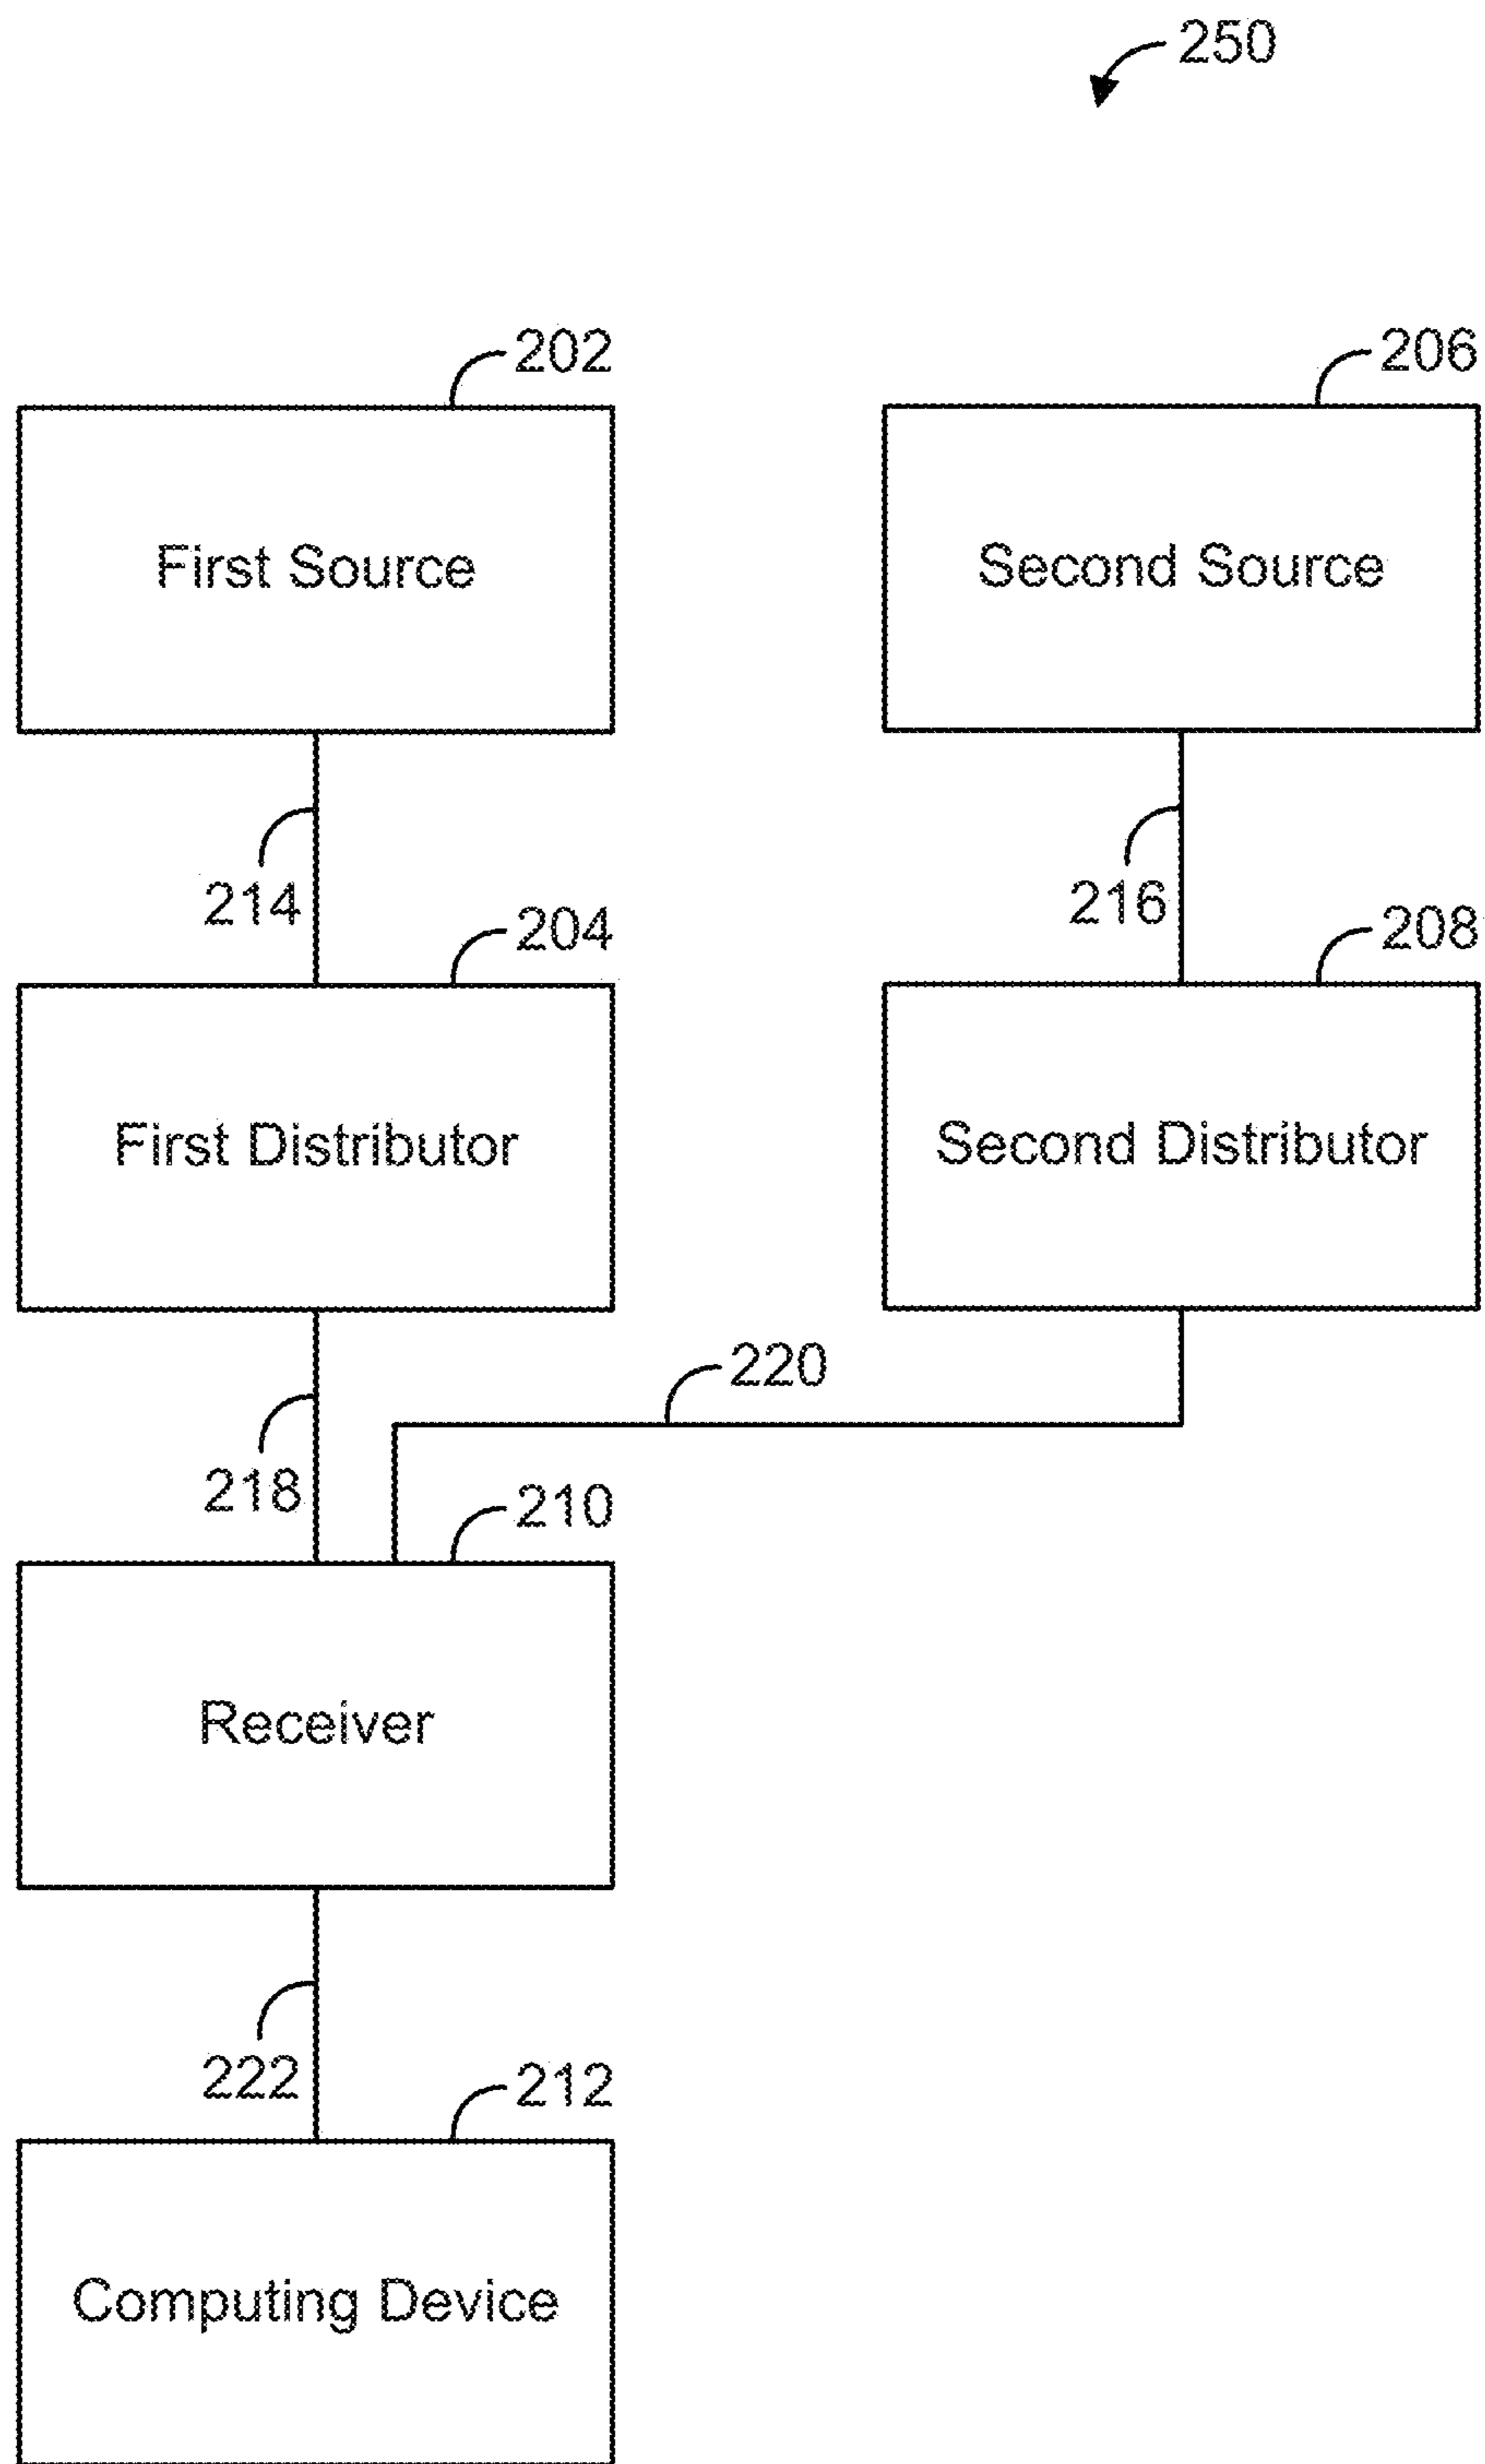 250
202
206
First Source
Second Source
214
216
204
208
First Distributor
Second Distributor
220
218
210
Receiver
222
212
Computing Device